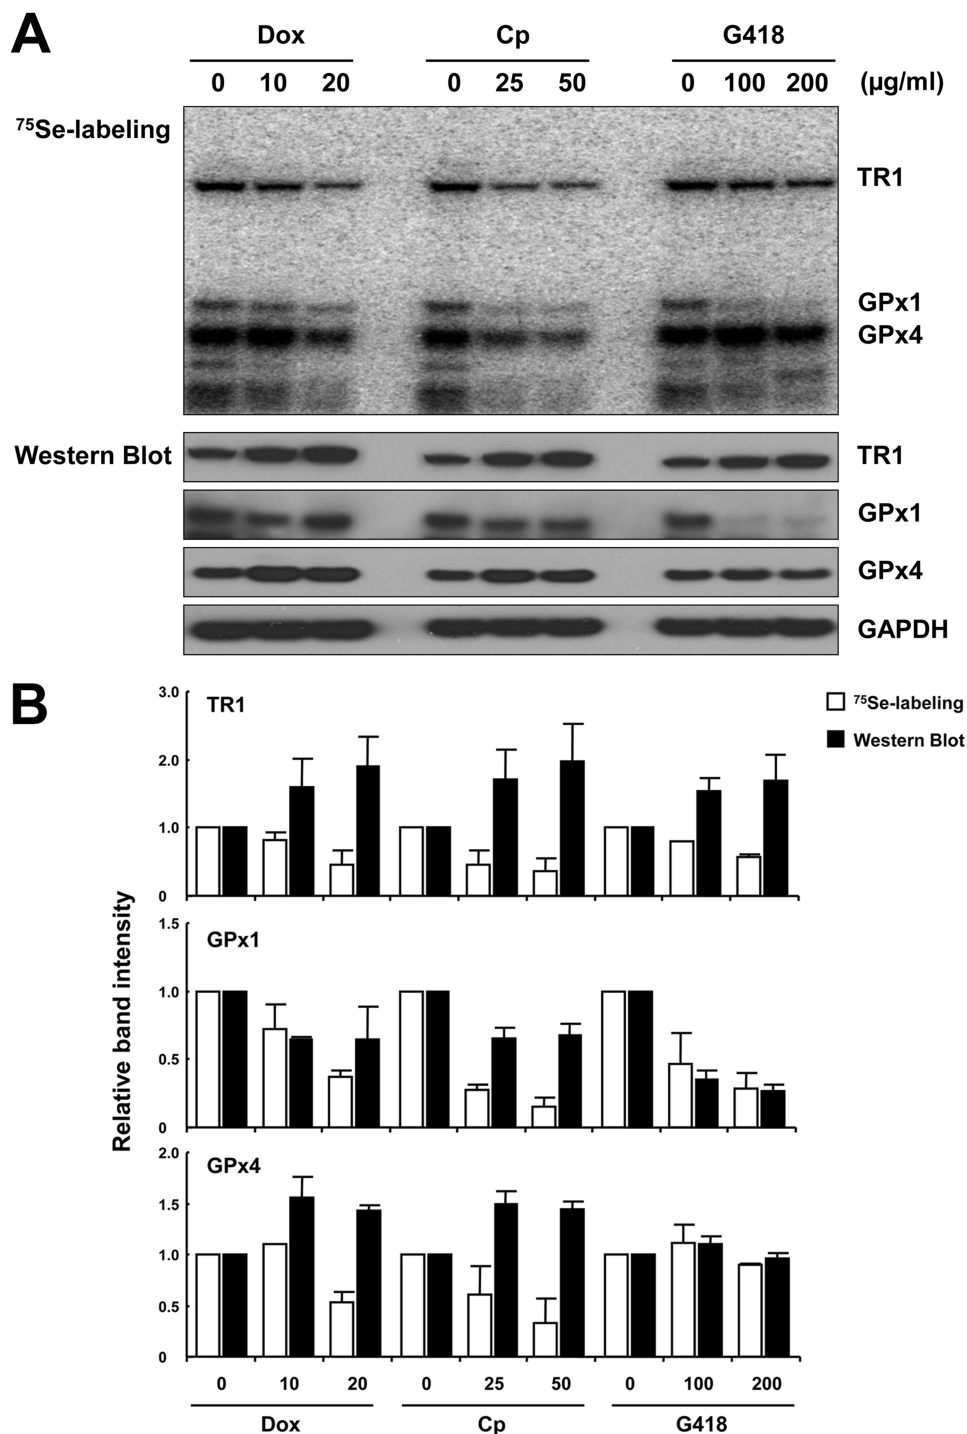 A
Dox Cp G418
0 10 20 0 25 50 0 100 200 (µg/ml)
⁷⁵Se-labeling
TR1
GPx1
GPx4
Western Blot TR1
GPx1
GPx4
GAPDH
B
Relative band intensity
⁷⁵Se-labeling
Western Blot
TR1
3.0
2.0
1.0
0
GPx1
1.5
1.0
0.5
0
GPx4
2.0
1.5
1.0
0.5
0
0 10 20 0 25 50 0 100 200
Dox Cp G418